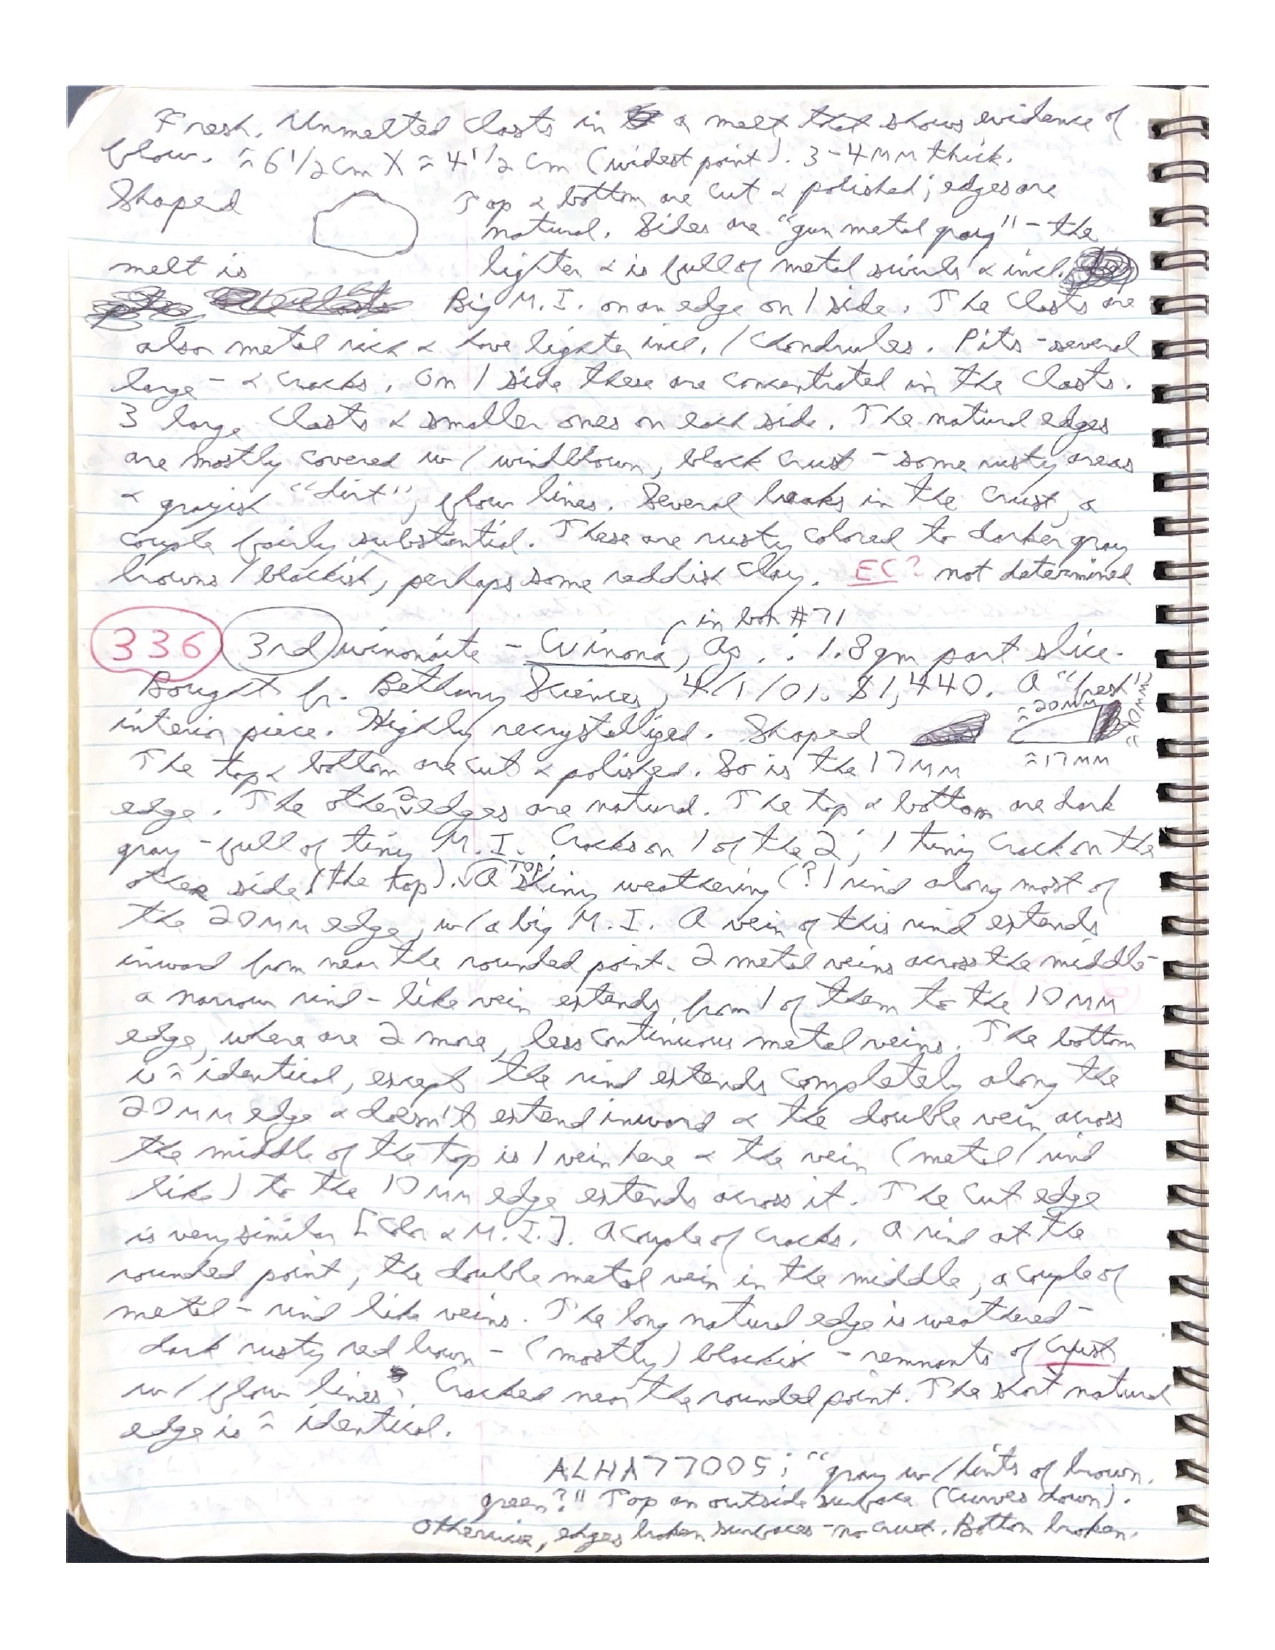 Fresh. Unmelted clasts in a melt that shows evidence of
flow. ≈ 6 1/2 cm X ≈ 4 1/2 cm (widest point). 3-4 MM thick.
Shaped Top & bottom are cut & polished; edges are
natural. Sides are "gun metal gray" - the
melt is lighter & is full of metal swirls & incl.
Big M.I. on an edge on 1 side. The clasts are
also metal rich & have lighter incl./chondrules. Pits - several
large - & cracks. On 1 side these are concentrated in the clasts.
3 large clasts & smaller ones on each side. The natural edges
are mostly covered w/ windblown, black crust - some rusty areas
& grayish "dirt", flow lines. Several breaks in the crust, a
couple fairly substantial. These are rusty colored to darker gray
browns/blackish, perhaps some reddish clay. EC? not determined
in box #71
336 3rd winonaite - Winona, Az. : 1.8 gm part slice.
Bought fr. Bethany Sciences, 4/1/01. $1,440. A "fresh"
interior piece. Highly recrystallized. Shaped ≈20MM ≈10MM
The top & bottom are cut & polished. So is the 17MM ≈17MM
edge. The other 2 edges are natural. The top & bottom are dark
gray - full of tiny M.I. Cracks on 1 of the 2; 1 tiny crack on the
other side (the top). TOP: A shiny weathering (?) rind along most of
the 20MM edge, w/ a big M.I. A vein of this rind extends
inward from near the rounded point. 2 metal veins across the middle -
a narrow rind-like vein extends from 1 of them to the 10MM
edge, where are 2 more, less continuous metal veins. The bottom
is ≈ identical, except the rind extends completely along the
20MM edge & doesn't extend inward & the double vein across
the middle of the top is 1 vein here & the vein (metal/rind
like) to the 10MM edge extends across it. The cut edge
is very similar [color & M.I.]. A couple of cracks. A rind at the
rounded point, the double metal vein in the middle, a couple of
metal-rind like veins. The long natural edge is weathered -
dark rusty red brown - (mostly) blackish - remnants of crust
w/ flow lines? Cracked near the rounded point. The short natural
edge is ≈ identical.
ALHA77005: "gray w/ hints of brown.
green?" Top an outside surface (curves down).
Otherwise, edges broken surfaces - no crust. Bottom broken.